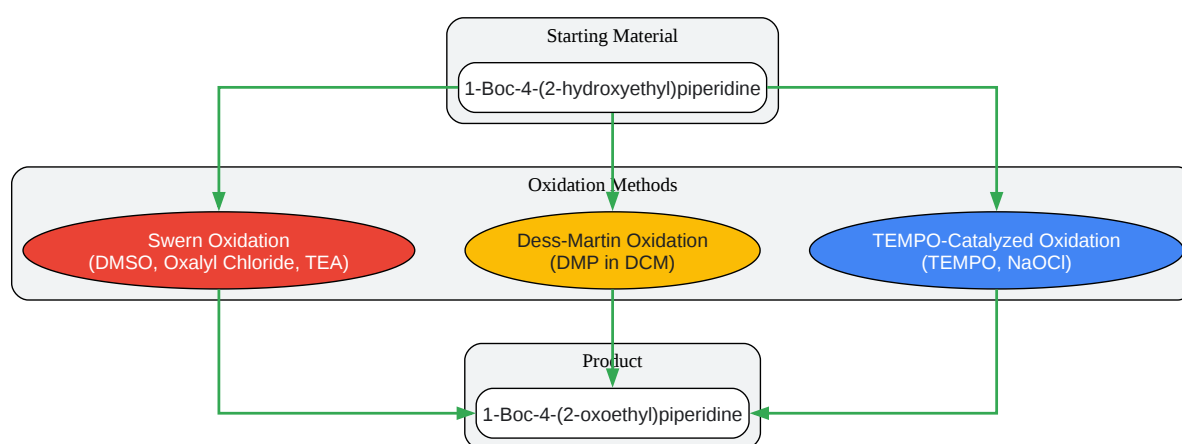 Starting Material
1-Boc-4-(2-hydroxyethyl)piperidine
Oxidation Methods
Swern Oxidation
(DMSO, Oxalyl Chloride, TEA)
Dess-Martin Oxidation
(DMP in DCM)
TEMPO-Catalyzed Oxidation
(TEMPO, NaOCl)
Product
1-Boc-4-(2-oxoethyl)piperidine